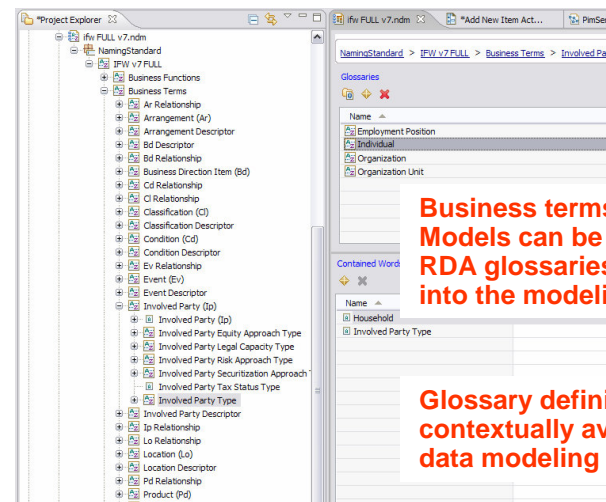 *Project Explorer
ifw FULL v7.ndm
NamingStandard
IFW v7 FULL
Business Functions
Business Terms
Ar Relationship
Arrangement (Ar)
Arrangement Descriptor
Bd Descriptor
Bd Relationship
Business Direction Item (Bd)
Cd Relationship
Cl Relationship
Classification (Cl)
Classification Descriptor
Condition (Cd)
Condition Descriptor
Ev Relationship
Event (Ev)
Event Descriptor
Involved Party (Ip)
Involved Party (Ip)
Involved Party Equity Approach Type
Involved Party Legal Capacity Type
Involved Party Risk Approach Type
Involved Party Securitization Approach
Involved Party Tax Status Type
Involved Party Type
Involved Party Descriptor
Ip Relationship
Lo Relationship
Location (Lo)
Location Descriptor
Pd Relationship
Product (Pd)
ifw FULL v7.ndm *Add New Item Act... PimSer
NamingStandard > IFW v7 FULL > Business Terms > Involved Pa
Glossaries
Name
Employment Position
Individual
Organization
Organization Unit
Business terms
Models can be
RDA glossaries
into the modeli
Contained Words
Name
Household
Involved Party Type
Glossary defini
contextually av
data modeling